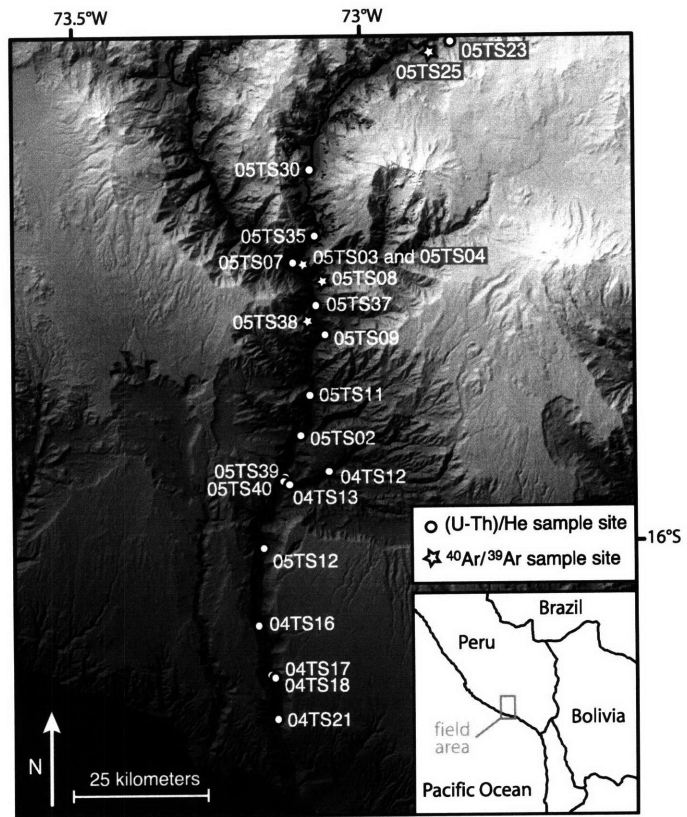 73.5°W
73°W
05TS23
05TS25
05TS30
05TS35
05TS03 and 05TS04
05TS07
05TS08
05TS37
05TS38
05TS09
05TS11
05TS02
05TS39
04TS12
05TS40
04TS13
(U-Th)/He sample site
16°S
⁴⁰Ar/³⁹Ar sample site
05TS12
04TS16
04TS17
04TS18
04TS21
Brazil
Peru
Bolivia
field
area
Pacific Ocean
N
25 kilometers